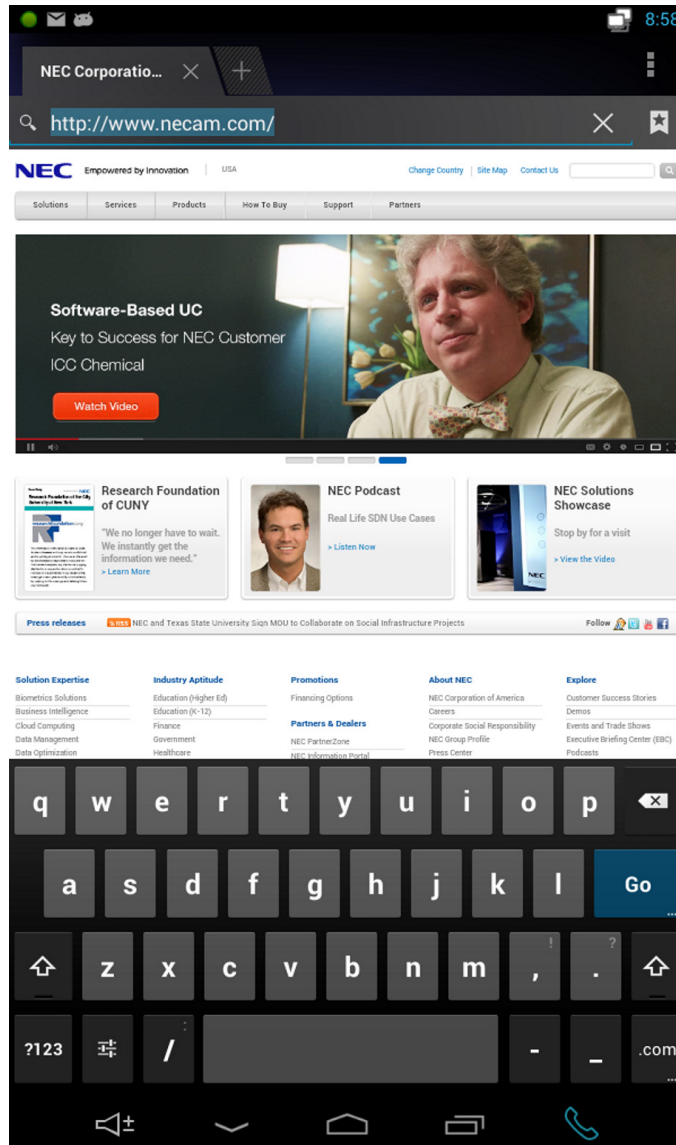 8:58
NEC Corporatio...
http://www.necam.com/
NEC Empowered by Innovation USA Change Country Site Map Contact Us
Solutions Services Products How To Buy Support Partners
Software-Based UC
Key to Success for NEC Customer
ICC Chemical
Watch Video
Research Foundation
of CUNY
"We no longer have to wait.
We instantly get the
information we need."
> Learn More
NEC Podcast
Real Life SDN Use Cases
> Listen Now
NEC
NEC Solutions
Showcase
Stop by for a visit
> View the Video
Press releases RSS NEC and Texas State University Sign MOU to Collaborate on Social Infrastructure Projects Follow
Solution Expertise Industry Aptitude Promotions About NEC Explore
Biometrics Solutions Education (Higher Ed) Financing Options NEC Corporation of America Customer Success Stories
Business Intelligence Education (K-12) Careers Demos
Cloud Computing Finance Partners & Dealers Corporate Social Responsibility Events and Trade Shows
Data Management Government NEC PartnerZone NEC Group Profile Executive Briefing Center (EBC)
Data Optimization Healthcare NEC Information Portal Press Center Podcasts
q w e r t y u i o p
a s d f g h j k l Go
z x c v b n m , ! . ?
?123 / : - _ .com